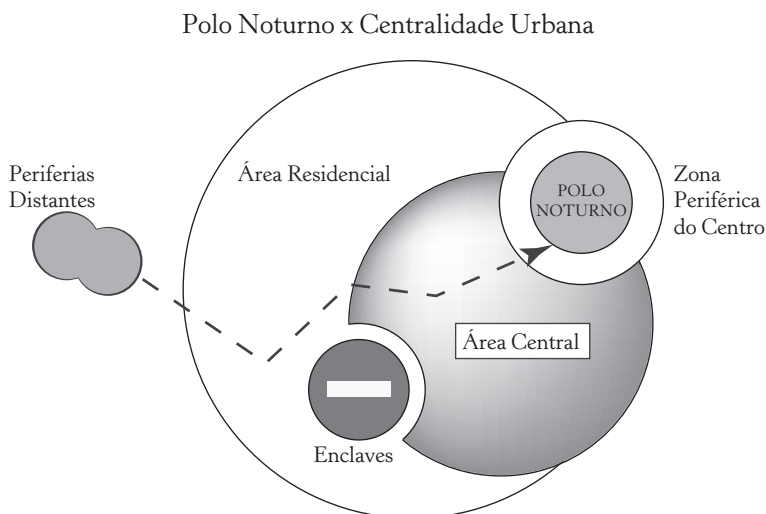 Polo Noturno x Centralidade Urbana
Periferias
Distantes
Área Residencial
POLO
NOTURNO
Zona
Periférica
do Centro
Área Central
Enclaves